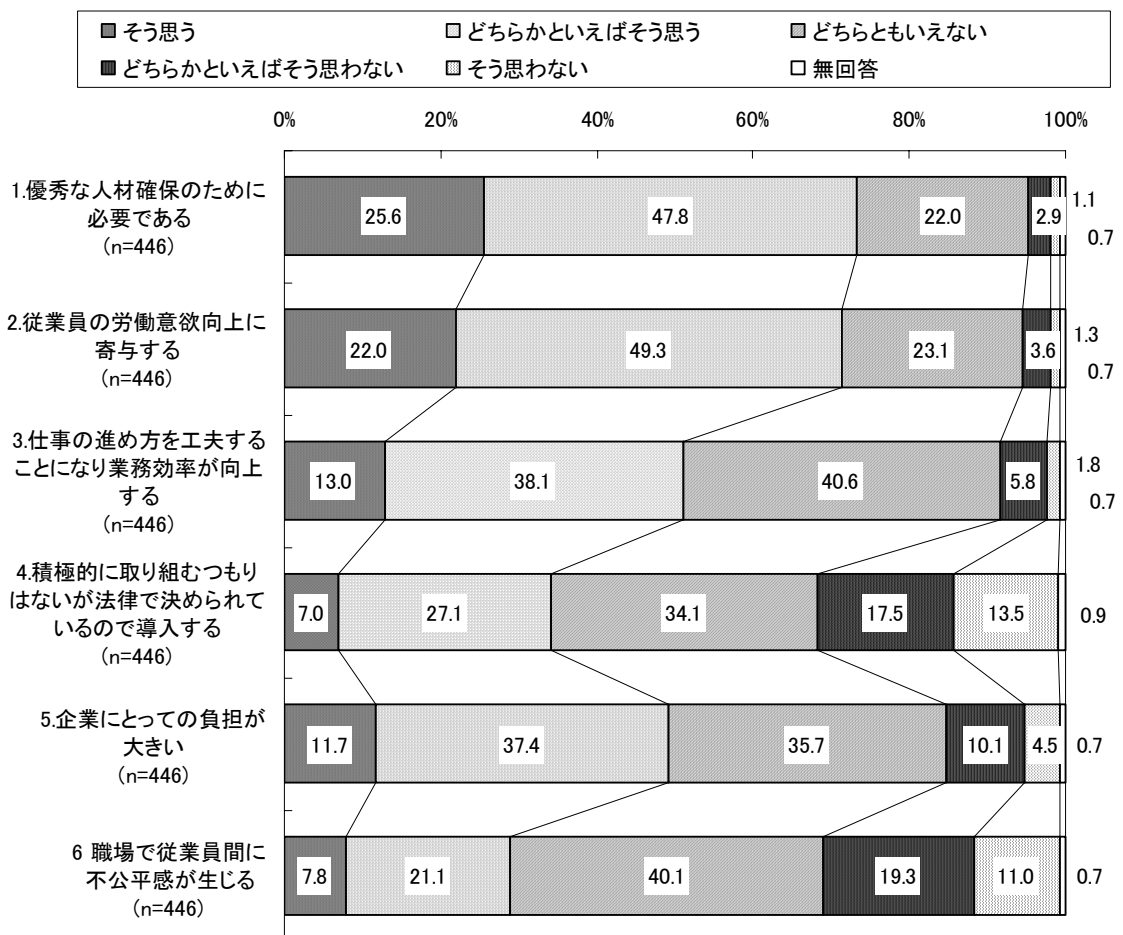 そう思う どちらかといえばそう思う どちらともいえない
どちらかといえばそう思わない そう思わない 無回答
0% 20% 40% 60% 80% 100%
1.優秀な人材確保のために
必要である
(n=446)
25.6 47.8 22.0 2.9 1.1
0.7
2.従業員の労働意欲向上に
寄与する
(n=446)
22.0 49.3 23.1 3.6 1.3
0.7
3.仕事の進め方を工夫する
ことになり業務効率が向上
する
(n=446)
13.0 38.1 40.6 5.8 1.8
0.7
4.積極的に取り組むつもり
はないが法律で決められて
いるので導入する
(n=446)
7.0 27.1 34.1 17.5 13.5 0.9
5.企業にとっての負担が
大きい
(n=446)
11.7 37.4 35.7 10.1 4.5 0.7
6 職場で従業員間に
不公平感が生じる
(n=446)
7.8 21.1 40.1 19.3 11.0 0.7